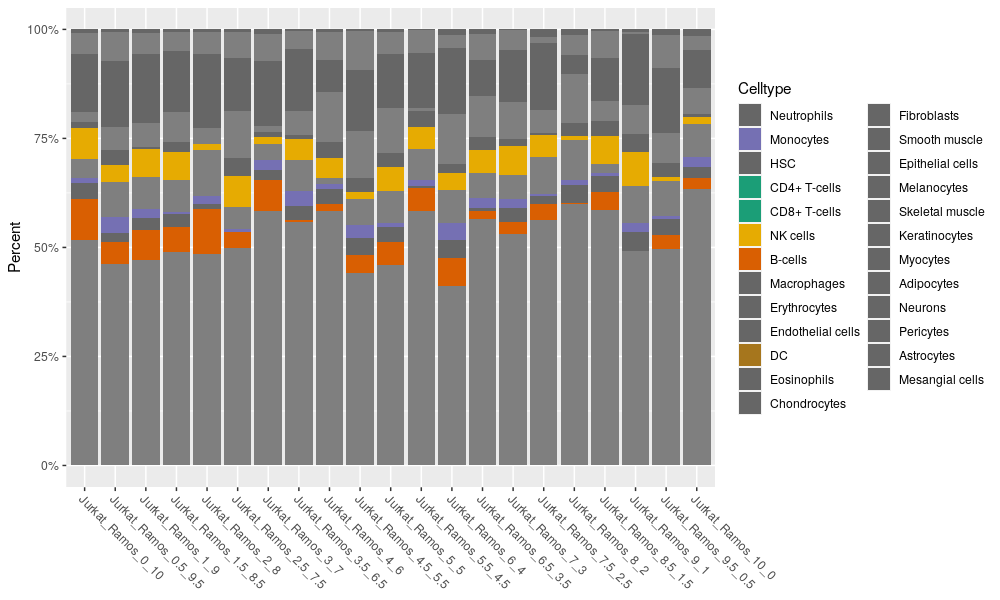 Celltype
Neutrophils
Monocytes
HSC
CD4+ T-cells
CD8+ T-cells
NK cells
B-cells
Macrophages
Erythrocytes
Endothelial cells
DC
Eosinophils
Chondrocytes
Fibroblasts
Smooth muscle
Epithelial cells
Melanocytes
Skeletal muscle
Keratinocytes
Myocytes
Adipocytes
Neurons
Pericytes
Astrocytes
Mesangial cells
Percent
100%
75%
50%
25%
0%
Jurkat_Ramos_0_10
Jurkat_Ramos_0.5_9.5
Jurkat_Ramos_1_9
Jurkat_Ramos_1.5_8.5
Jurkat_Ramos_2_8
Jurkat_Ramos_2.5_7.5
Jurkat_Ramos_3_7
Jurkat_Ramos_3.5_6.5
Jurkat_Ramos_4_6
Jurkat_Ramos_4.5_5.5
Jurkat_Ramos_5_5
Jurkat_Ramos_5.5_4.5
Jurkat_Ramos_6_4
Jurkat_Ramos_6.5_3.5
Jurkat_Ramos_7_3
Jurkat_Ramos_7.5_2.5
Jurkat_Ramos_8_2
Jurkat_Ramos_8.5_1.5
Jurkat_Ramos_9_1
Jurkat_Ramos_9.5_0.5
Jurkat_Ramos_10_0